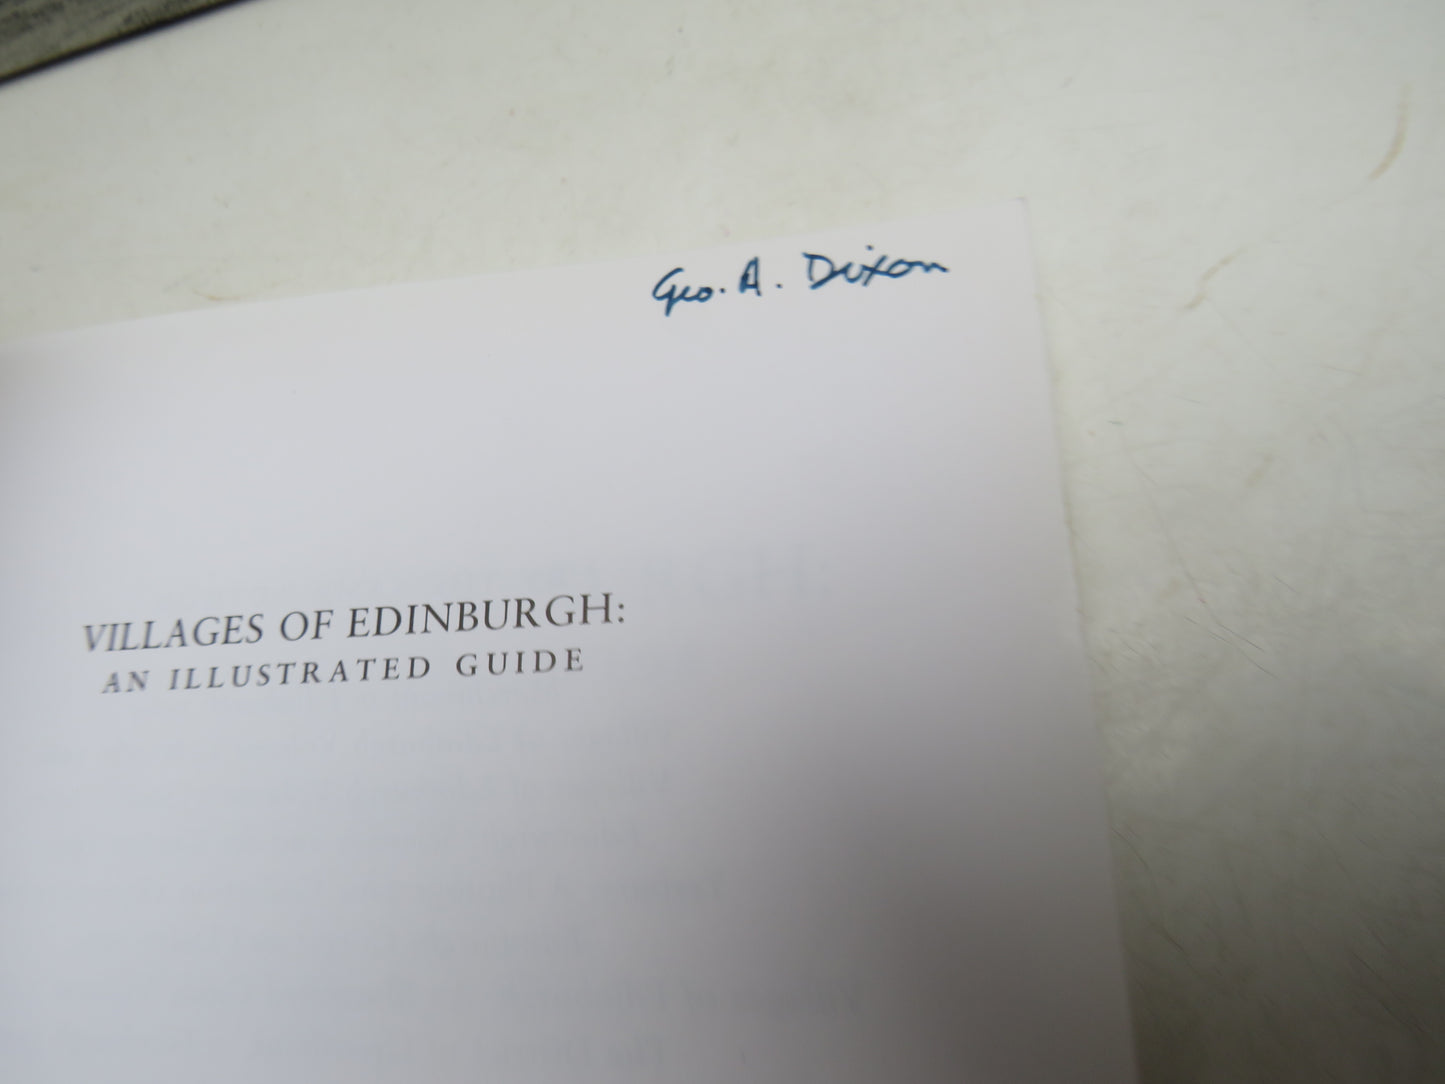 Geo. A. Dixon
VILLAGES OF EDINBURGH:
AN ILLUSTRATED GUIDE